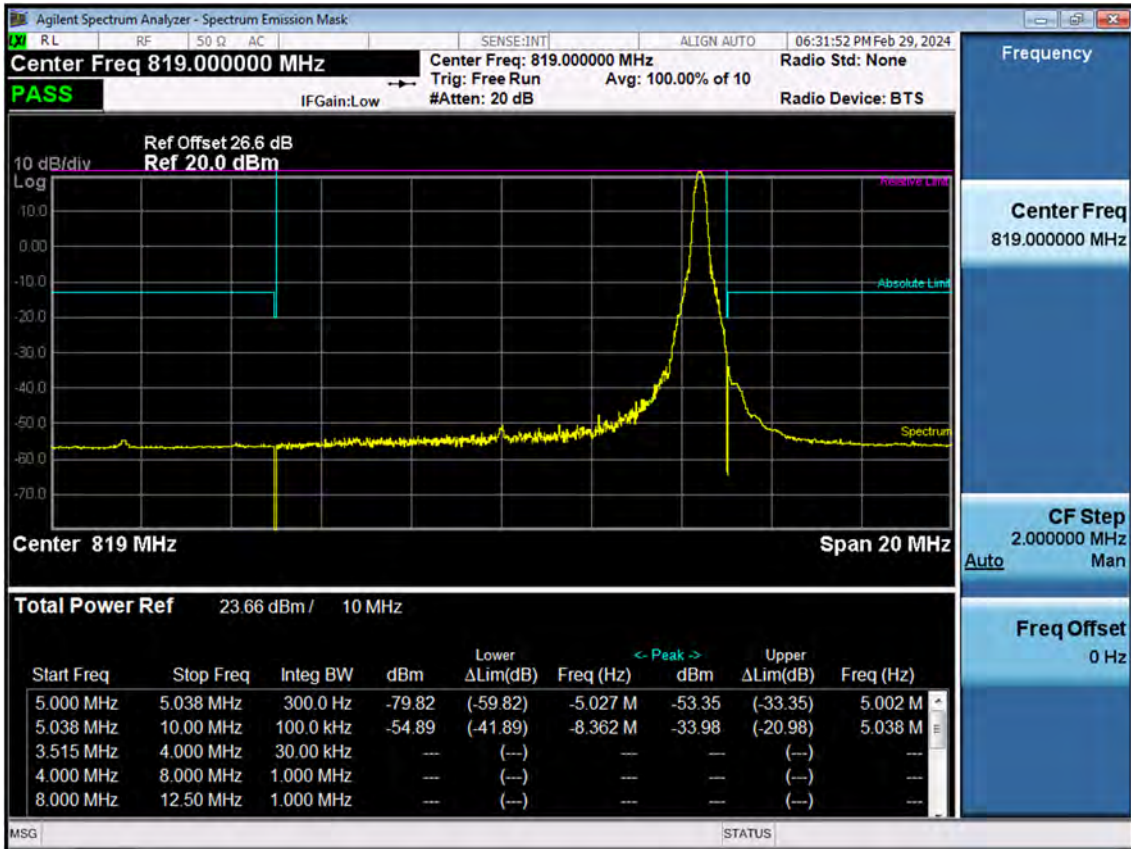 Agilent Spectrum Analyzer - Spectrum Emission Mask
LXI RL RF 50 Ω AC SENSE:INT ALIGN AUTO 06:31:52 PM Feb 29, 2024
Center Freq 819.000000 MHz Center Freq: 819.000000 MHz Radio Std: None
Trig: Free Run Avg: 100.00% of 10
PASS IFGain:Low #Atten: 20 dB Radio Device: BTS
Ref Offset 26.6 dB
10 dB/div Ref 20.0 dBm
Log
Relative Limit
10.0
0.00
-10.0
Absolute Limit
-20.0
-30.0
-40.0
-50.0
Spectrum
-60.0
-70.0
Center 819 MHz Span 20 MHz
Total Power Ref 23.66 dBm / 10 MHz
Lower <- Peak -> Upper
Start Freq Stop Freq Integ BW dBm ΔLim(dB) Freq (Hz) dBm ΔLim(dB) Freq (Hz)
5.000 MHz 5.038 MHz 300.0 Hz -79.82 (-59.82) -5.027 M -53.35 (-33.35) 5.002 M
5.038 MHz 10.00 MHz 100.0 kHz -54.89 (-41.89) -8.362 M -33.98 (-20.98) 5.038 M
3.515 MHz 4.000 MHz 30.00 kHz --- (---) --- --- (---) ---
4.000 MHz 8.000 MHz 1.000 MHz --- (---) --- --- (---) ---
8.000 MHz 12.50 MHz 1.000 MHz --- (---) --- --- (---) ---
MSG STATUS
Frequency
Center Freq
819.000000 MHz
CF Step
2.000000 MHz
Auto Man
Freq Offset
0 Hz